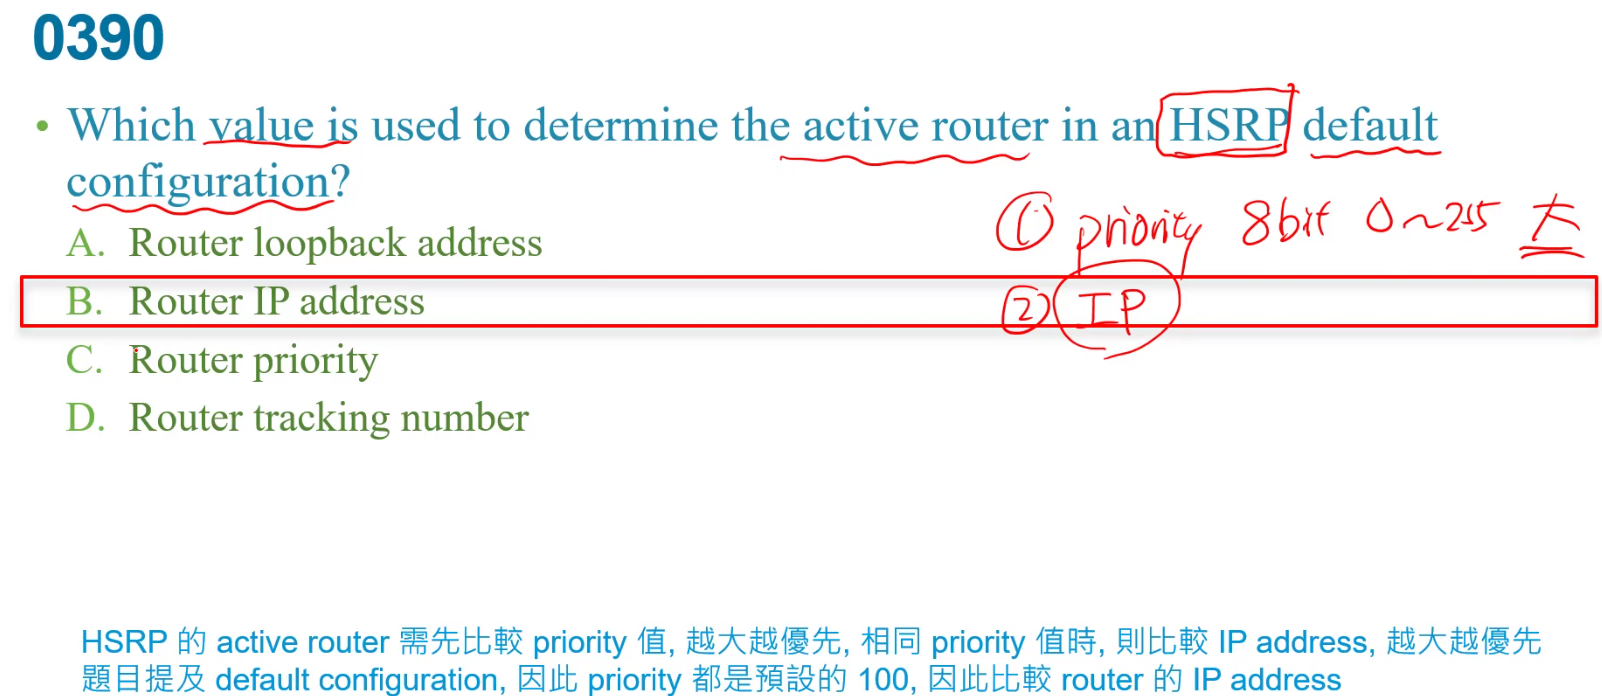 0390
• Which value is used to determine the active router in an HSRP default
configuration?
① priority 8bit 0~255 大
A. Router loopback address
B. Router IP address
② IP
C. Router priority
D. Router tracking number
HSRP 的 active router 需先比較 priority 值, 越大越優先, 相同 priority 值時, 則比較 IP address, 越大越優先
題目提及 default configuration, 因此 priority 都是預設的 100, 因此比較 router 的 IP address